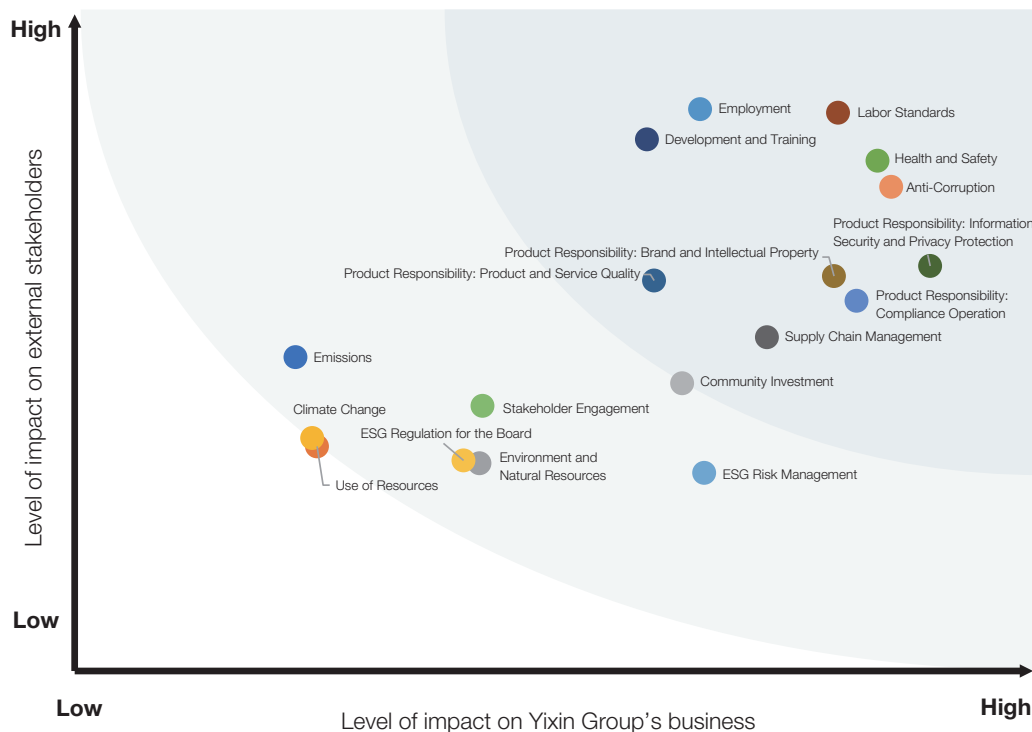 High
Employment
Labor Standards
Development and Training
Health and Safety
Anti-Corruption
Product Responsibility: Information
Security and Privacy Protection
Product Responsibility: Brand and Intellectual Property
Product Responsibility: Product and Service Quality
Product Responsibility:
Compliance Operation
Supply Chain Management
Emissions
Community Investment
Climate Change
Stakeholder Engagement
ESG Regulation for the Board
Environment and
Natural Resources
Use of Resources
ESG Risk Management
Level of impact on external stakeholders
Low
Low
High
Level of impact on Yixin Group's business